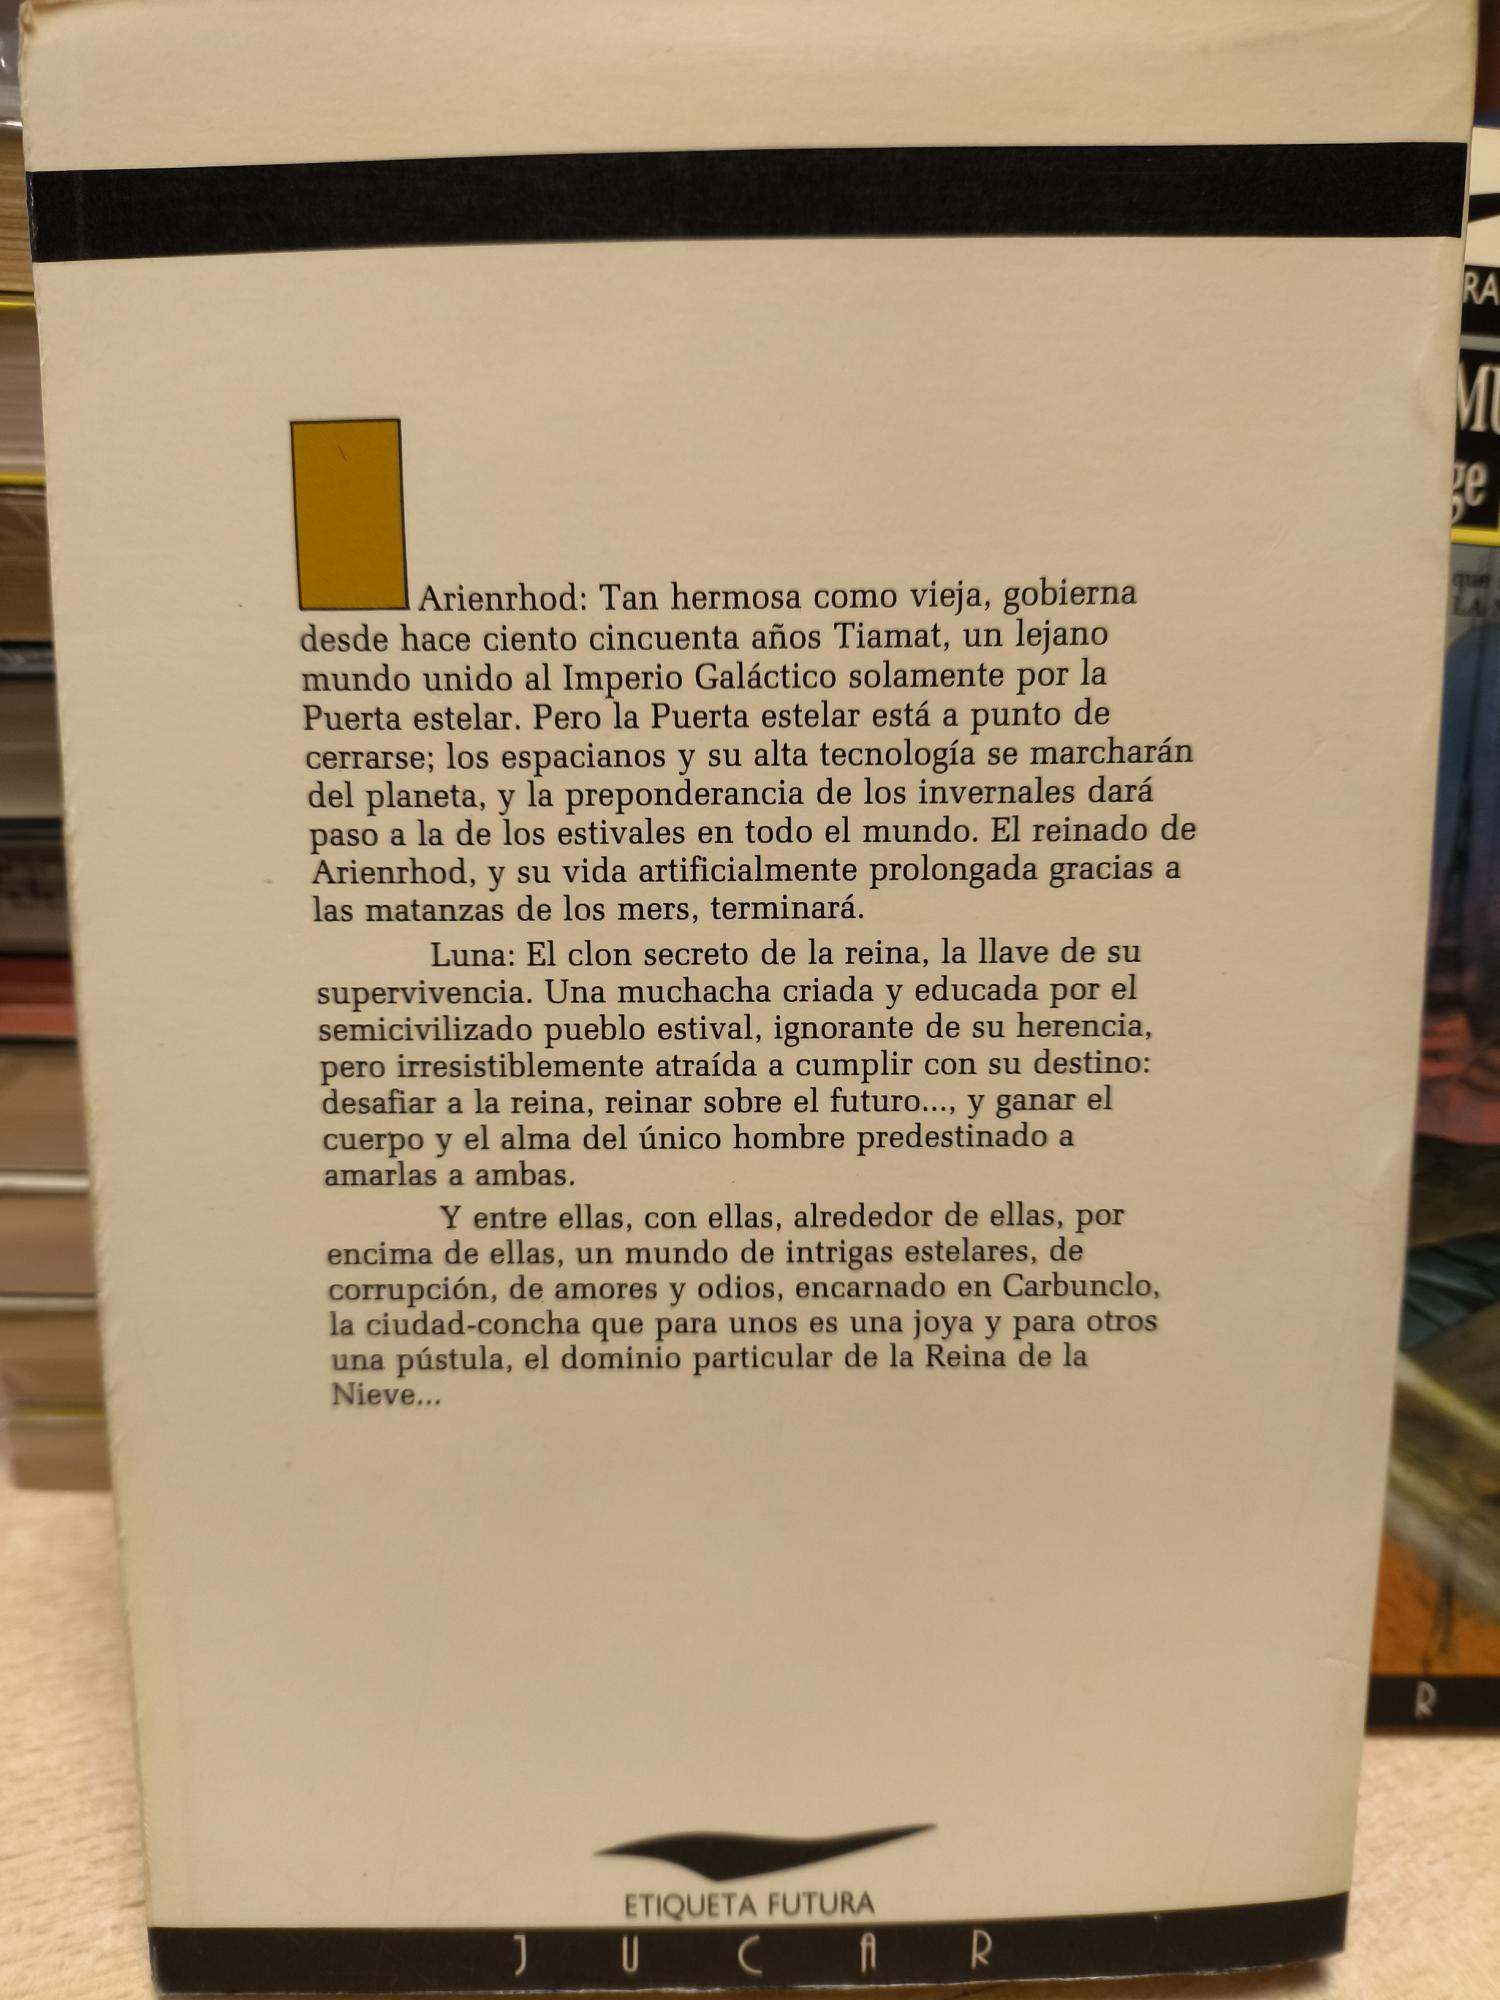 Arienrhod: Tan hermosa como vieja, gobierna
desde hace ciento cincuenta años Tiamat, un lejano
mundo unido al Imperio Galáctico solamente por la
Puerta estelar. Pero la Puerta estelar está a punto de
cerrarse; los espacianos y su alta tecnología se marcharán
del planeta, y la preponderancia de los invernales dará
paso a la de los estivales en todo el mundo. El reinado de
Arienrhod, y su vida artificialmente prolongada gracias a
las matanzas de los mers, terminará.
Luna: El clon secreto de la reina, la llave de su
supervivencia. Una muchacha criada y educada por el
semicivilizado pueblo estival, ignorante de su herencia,
pero irresistiblemente atraída a cumplir con su destino:
desafiar a la reina, reinar sobre el futuro..., y ganar el
cuerpo y el alma del único hombre predestinado a
amarlas a ambas.
Y entre ellas, con ellas, alrededor de ellas, por
encima de ellas, un mundo de intrigas estelares, de
corrupción, de amores y odios, encarnado en Carbunclo,
la ciudad-concha que para unos es una joya y para otros
una pústula, el dominio particular de la Reina de la
Nieve...
ETIQUETA FUTURA
JUCAR
RA
MU
ge
que
LA
R